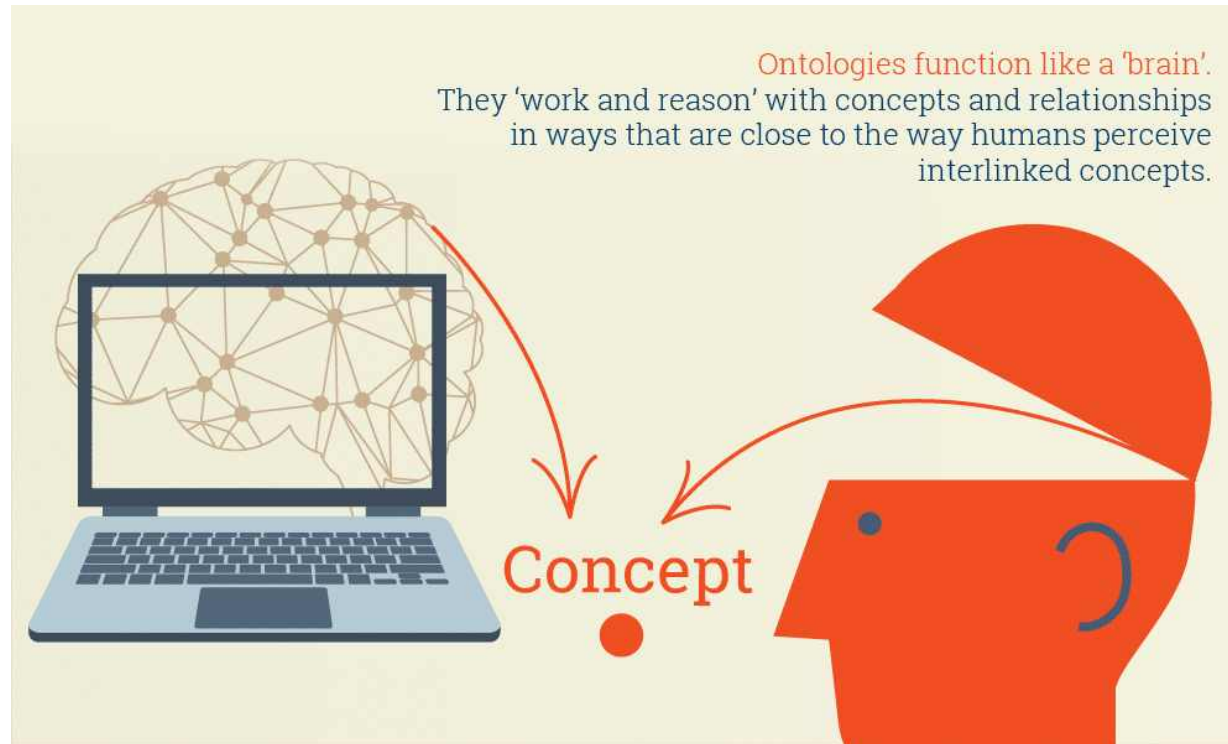 Ontologies function like a ‘brain’.
They ‘work and reason’ with concepts and relationships
in ways that are close to the way humans perceive
interlinked concepts.
Concept